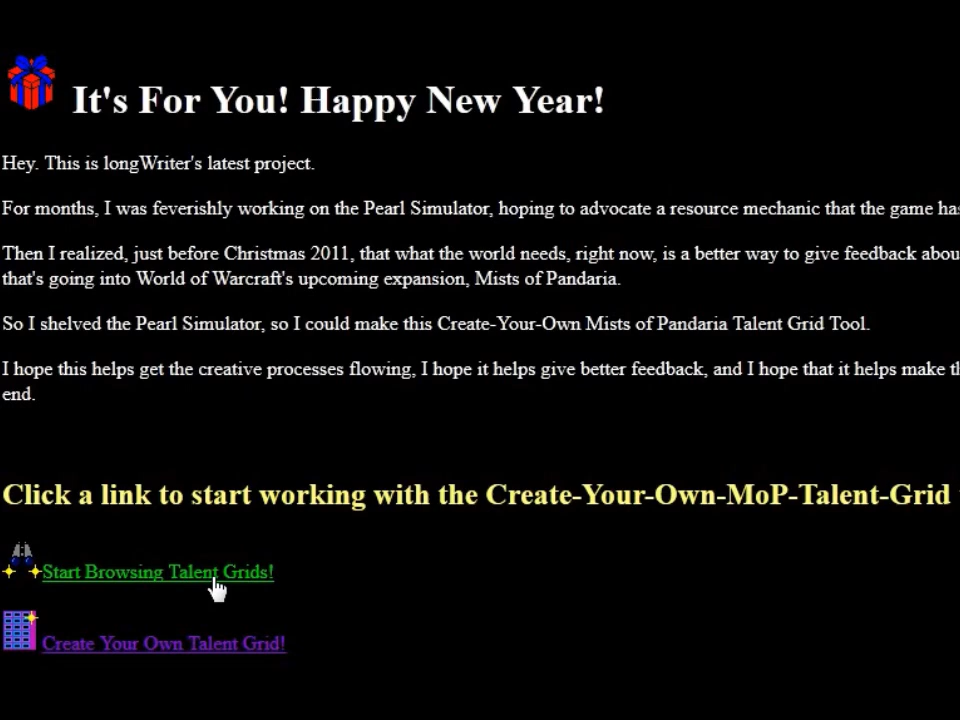 It's For You! Happy New Year!
Hey. This is longWriter's latest project.
For months, I was feverishly working on the Pearl Simulator, hoping to advocate a resource mechanic that the game has
Then I realized, just before Christmas 2011, that what the world needs, right now, is a better way to give feedback abou
that's going into World of Warcraft's upcoming expansion, Mists of Pandaria.
So I shelved the Pearl Simulator, so I could make this Create-Your-Own Mists of Pandaria Talent Grid Tool.
I hope this helps get the creative processes flowing, I hope it helps give better feedback, and I hope that it helps make th
end.
Click a link to start working with the Create-Your-Own-MoP-Talent-Grid
Start Browsing Talent Grids!
Create Your Own Talent Grid!